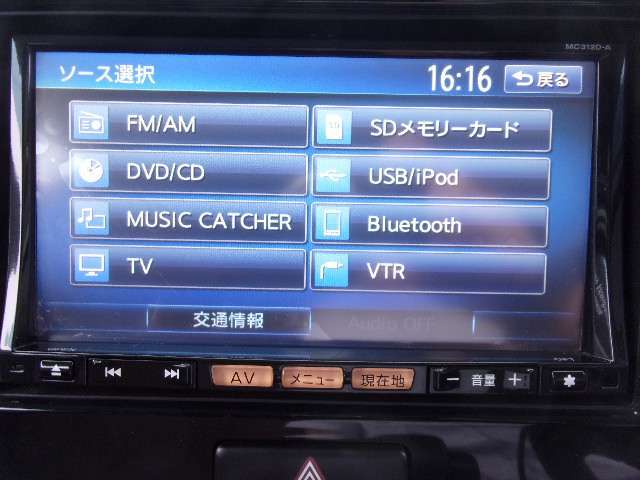 MC312D-A
ソース選択
16:16
戻る
FM/AM
SDメモリーカード
DVD/CD
USB/iPod
MUSIC CATCHER
Bluetooth
TV
VTR
交通情報
Audio OFF
AV
メニュー
現在地
− 音量 +